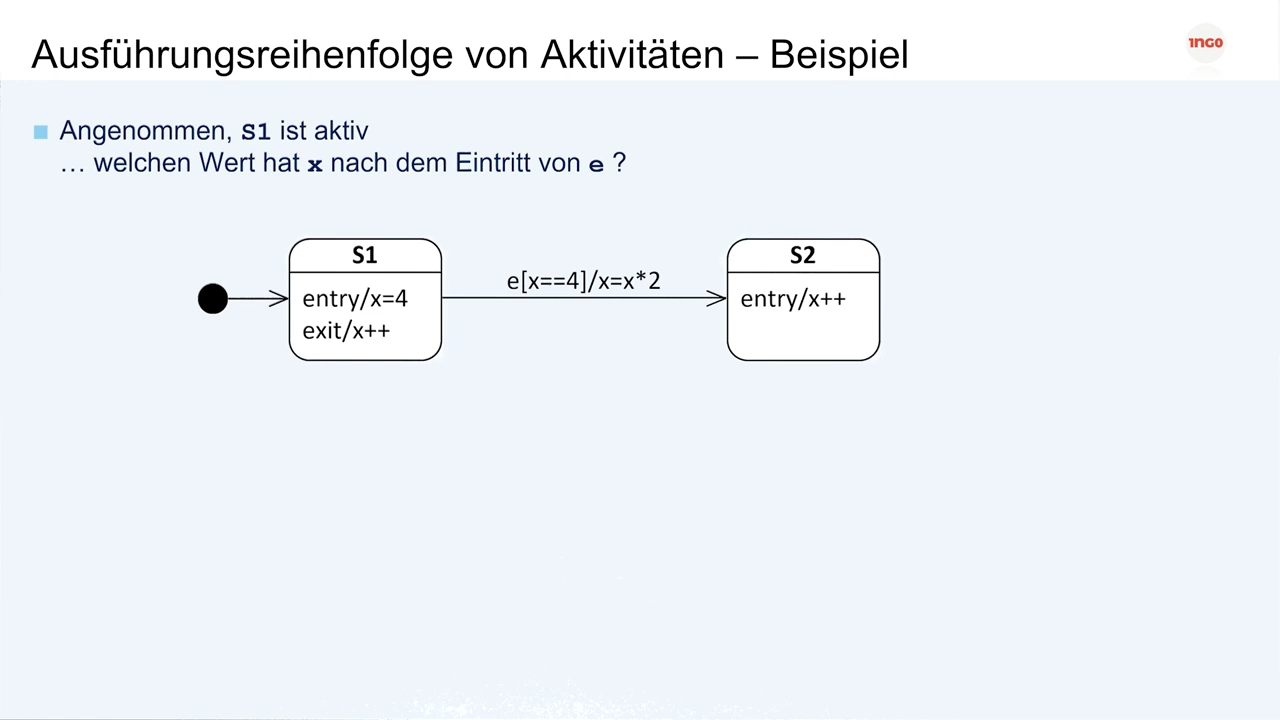 Ausführungsreihenfolge von Aktivitäten – Beispiel
1NGO
Angenommen, S1 ist aktiv
… welchen Wert hat x nach dem Eintritt von e ?
S1
entry/x=4
exit/x++
e[x==4]/x=x*2
S2
entry/x++